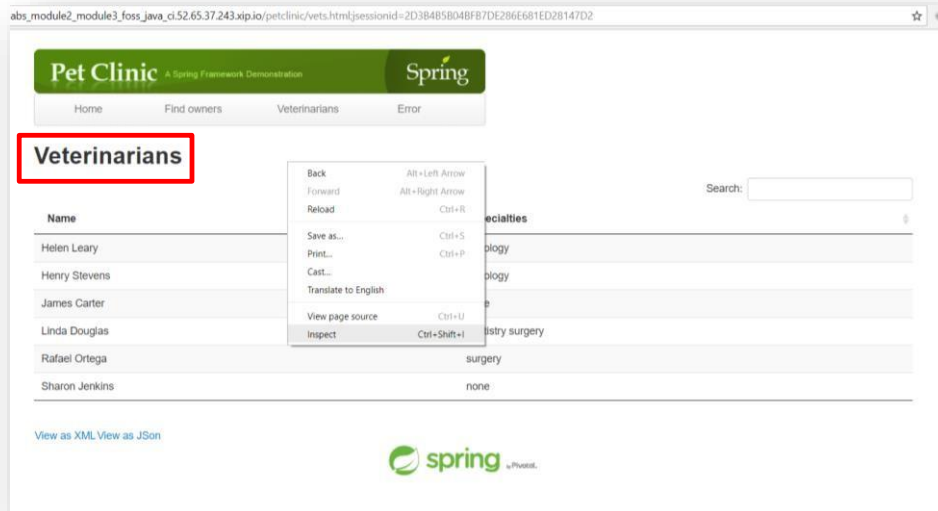 abs_module2_module3_foss_java_ci.52.65.37.243.xip.io/petclinic/vets.html;jsessionid=2D3B4B5B04BFB7DE286E681ED28147D2
Pet Clinic A Spring Framework Demonstration Spring
Home Find owners Veterinarians Error
Veterinarians
Back Alt+Left Arrow
Forward Alt+Right Arrow
Reload Ctrl+R
Save as... Ctrl+S
Print... Ctrl+P
Cast...
Translate to English
View page source Ctrl+U
Inspect Ctrl+Shift+I
Search:
Name ecialties
Helen Leary ology
Henry Stevens ology
James Carter e
Linda Douglas tistry surgery
Rafael Ortega surgery
Sharon Jenkins none
View as XML View as JSon
spring by Pivotal.